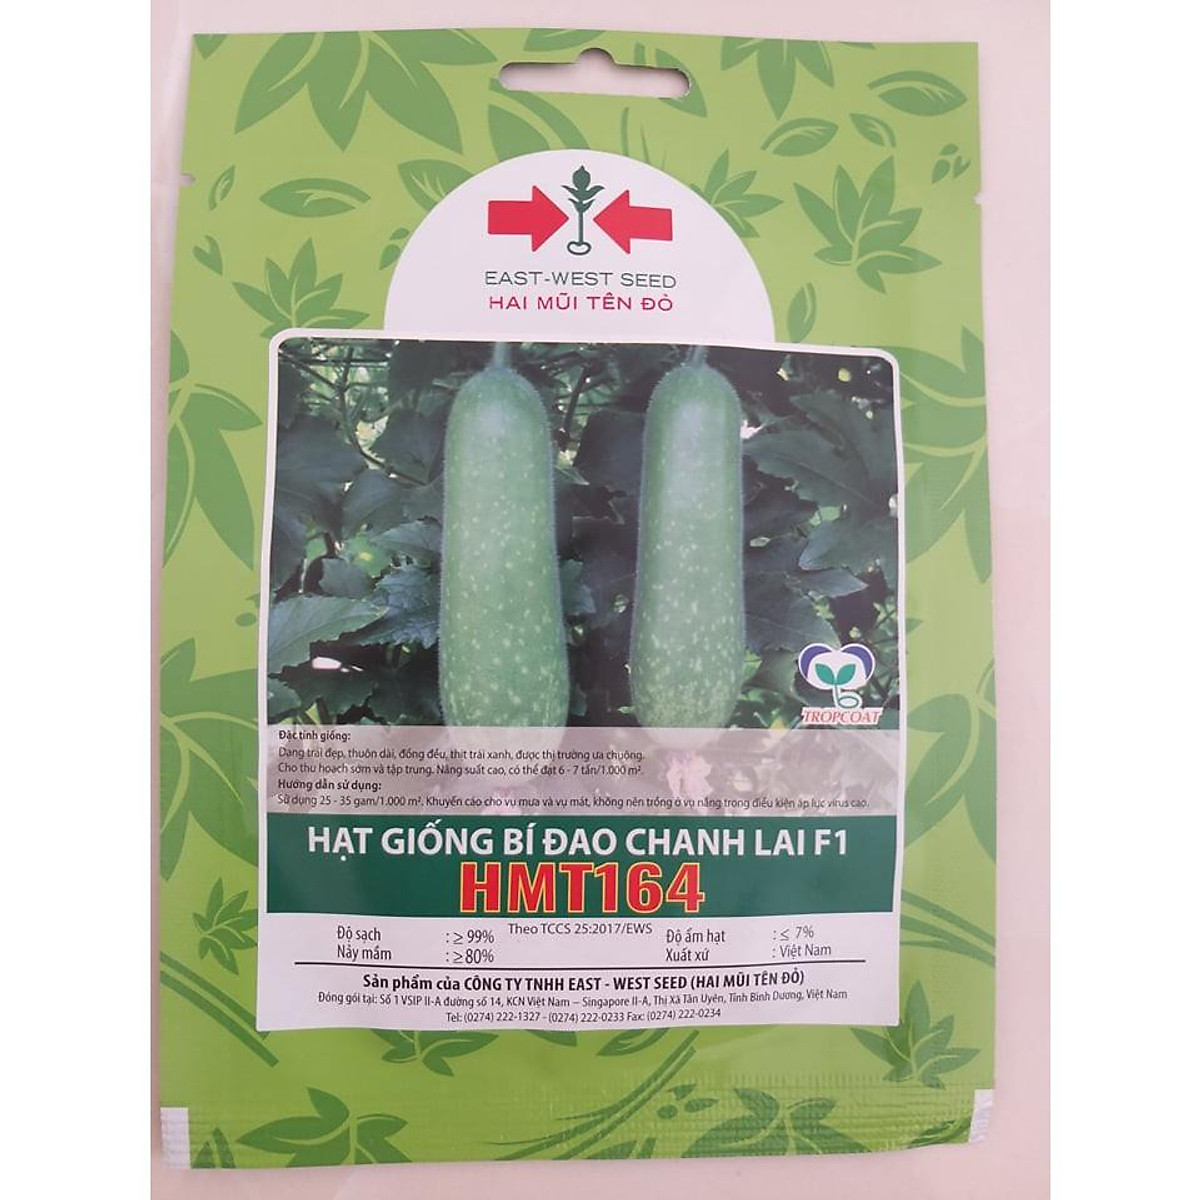 EAST-WEST SEED
HAI MŨI TÊN ĐỎ
TROPCOAT
Đặc tính giống:
Dạng trái đẹp, thuôn dài, đồng đều, thịt trái xanh, được thị trường ưa chuộng.
Cho thu hoạch sớm và tập trung. Năng suất cao, có thể đạt 6 - 7 tấn/1.000 m².
Hướng dẫn sử dụng:
Sử dụng 25 - 35 gam/1.000 m². Khuyến cáo cho vụ mưa và vụ mát, không nên trồng ở vụ nắng trong điều kiện áp lực virus cao.
HẠT GIỐNG BÍ ĐAO CHANH LAI F1
HMT164
Theo TCCS 25:2017/EWS
Độ sạch : ≥ 99% Độ ẩm hạt : ≤ 7%
Nảy mầm : ≥80% Xuất xứ : Việt Nam
Sản phẩm của CÔNG TY TNHH EAST - WEST SEED (HAI MŨI TÊN ĐỎ)
Đóng gói tại: Số 1 VSIP II-A đường số 14, KCN Việt Nam – Singapore II-A, Thị Xã Tân Uyên, Tỉnh Bình Dương, Việt Nam
Tel: (0274) 222-1327 - (0274) 222-0233 Fax: (0274) 222-0234